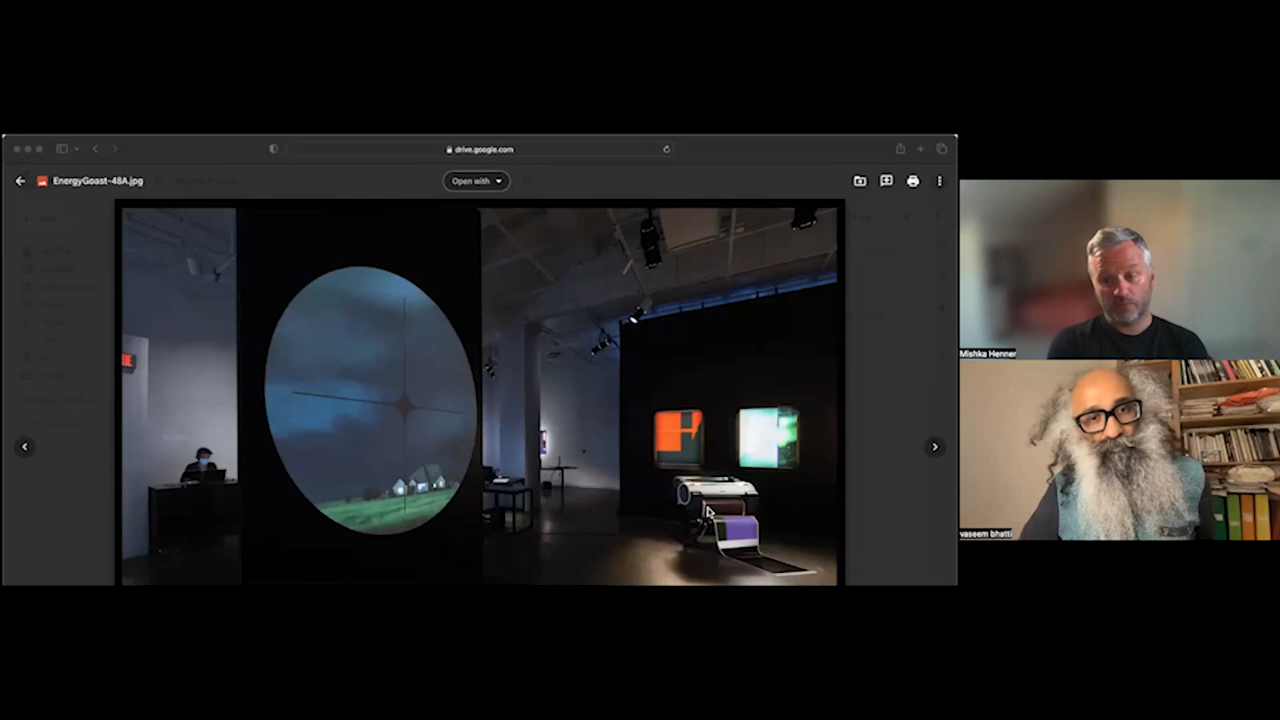 drive.google.com
EnergyGoast-48A.jpg
Open with
Mishka Henner
vaseem bhatti